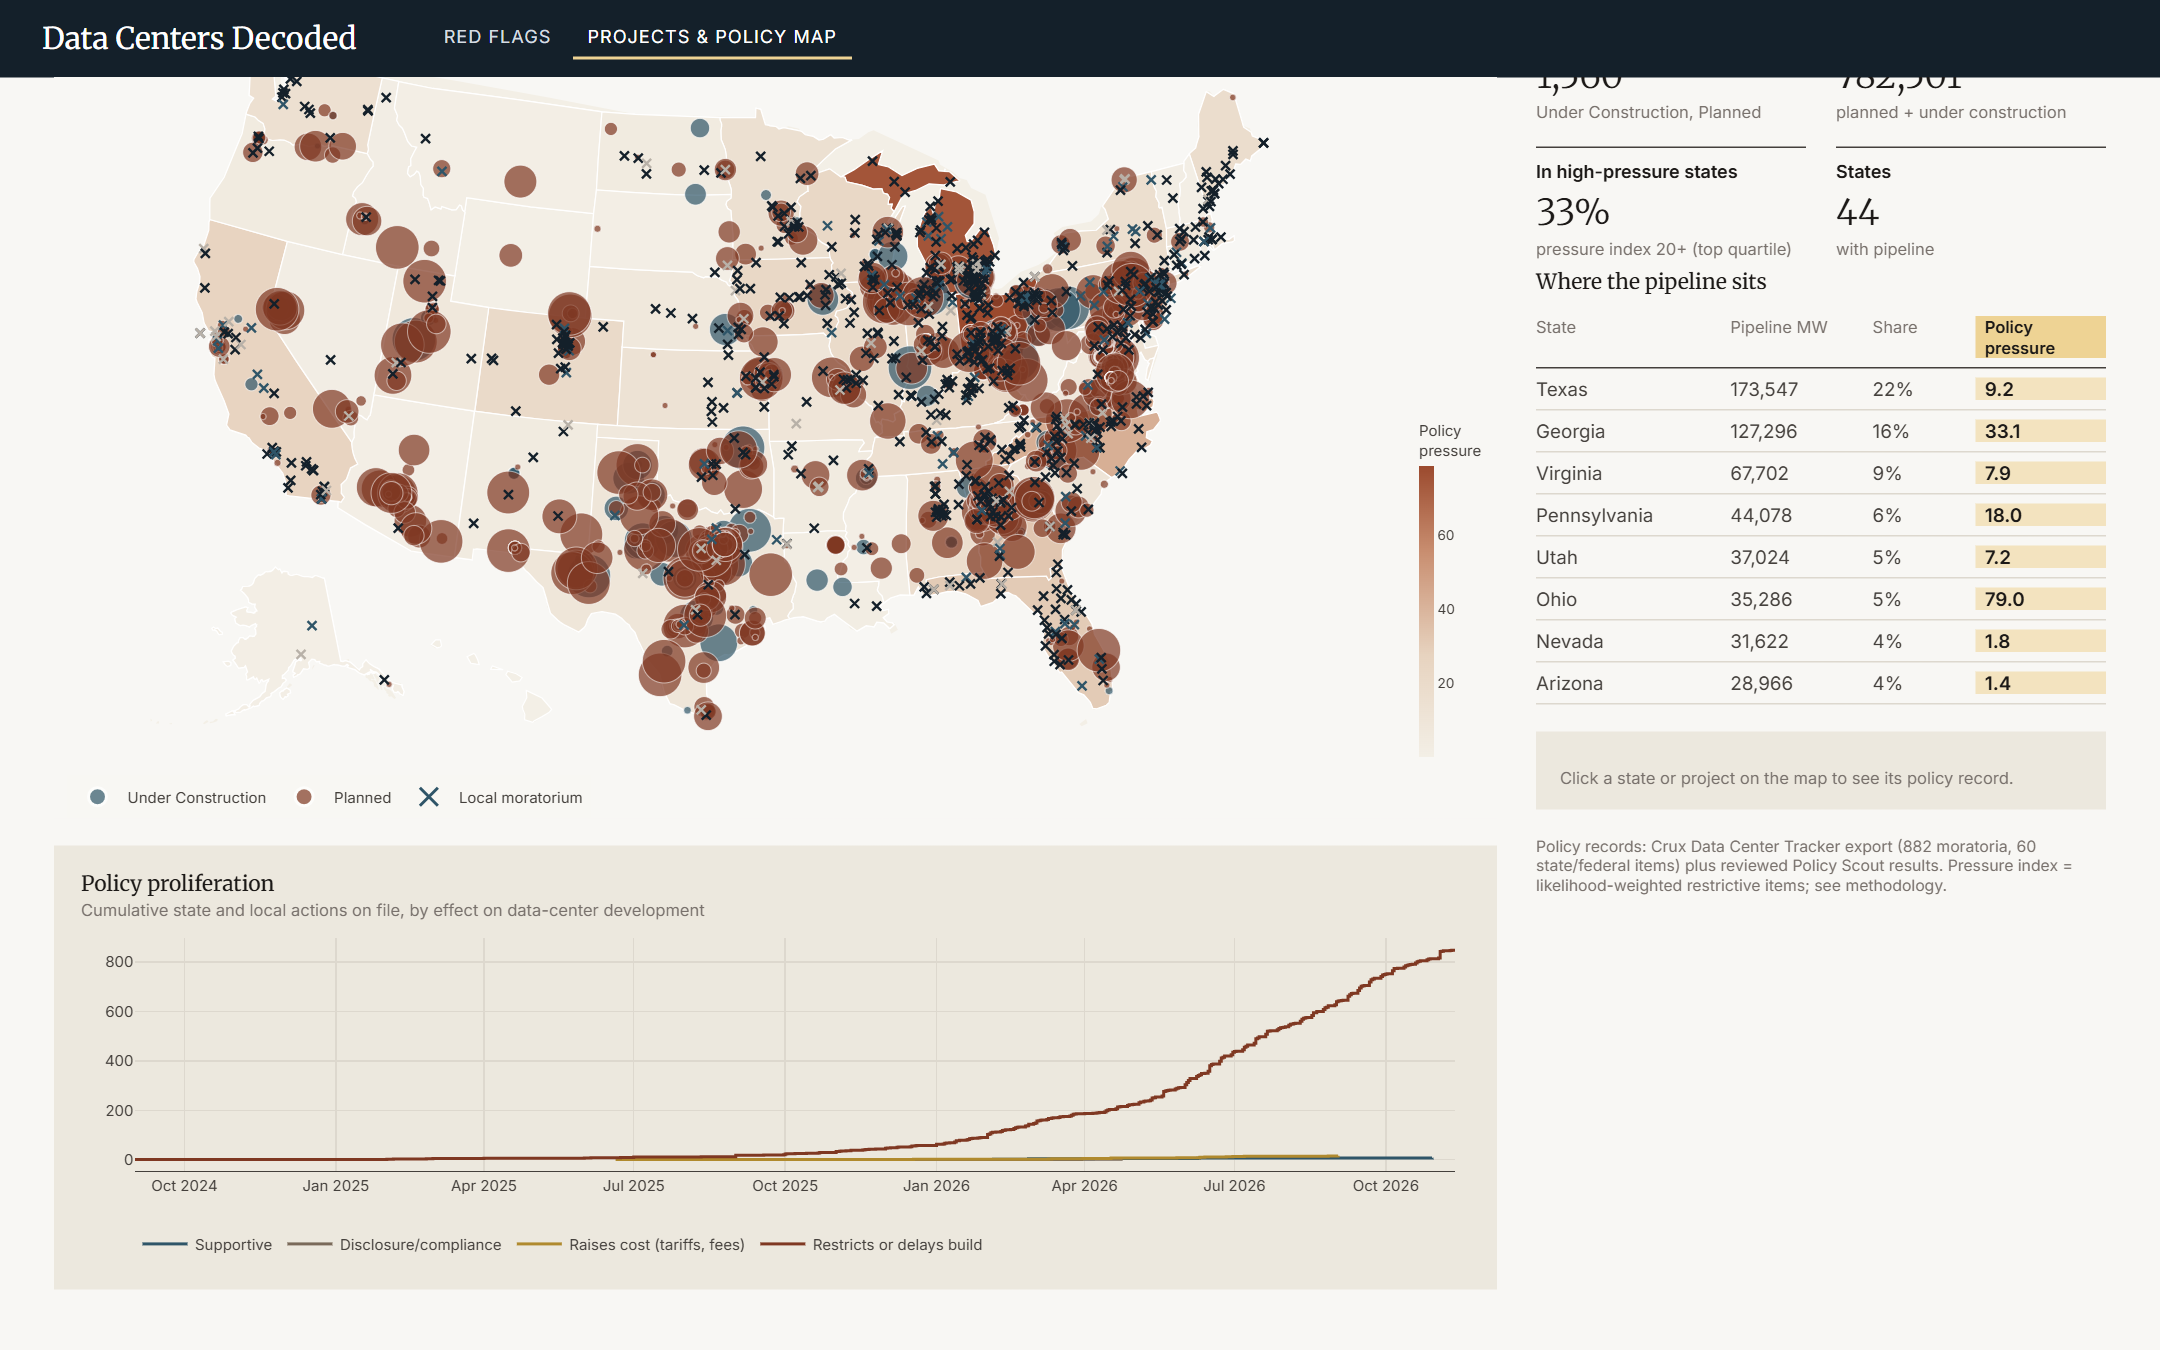 Data Centers Decoded
RED FLAGS
PROJECTS & POLICY MAP
1,560
782,501
Under Construction, Planned
planned + under construction
In high-pressure states
States
33%
44
pressure index 20+ (top quartile)
with pipeline
Where the pipeline sits
State
Pipeline MW
Share
Policy
pressure
Texas
173,547
22%
9.2
Georgia
127,296
16%
33.1
Virginia
67,702
9%
7.9
Pennsylvania
44,078
6%
18.0
Utah
37,024
5%
7.2
Ohio
35,286
5%
79.0
Nevada
31,622
4%
1.8
Arizona
28,966
4%
1.4
Click a state or project on the map to see its policy record.
Policy records: Crux Data Center Tracker export (882 moratoria, 60
state/federal items) plus reviewed Policy Scout results. Pressure index =
likelihood-weighted restrictive items; see methodology.
Policy
pressure
60
40
20
Under Construction
Planned
Local moratorium
Policy proliferation
Cumulative state and local actions on file, by effect on data-center development
800
600
400
200
0
Oct 2024
Jan 2025
Apr 2025
Jul 2025
Oct 2025
Jan 2026
Apr 2026
Jul 2026
Oct 2026
Supportive
Disclosure/compliance
Raises cost (tariffs, fees)
Restricts or delays build